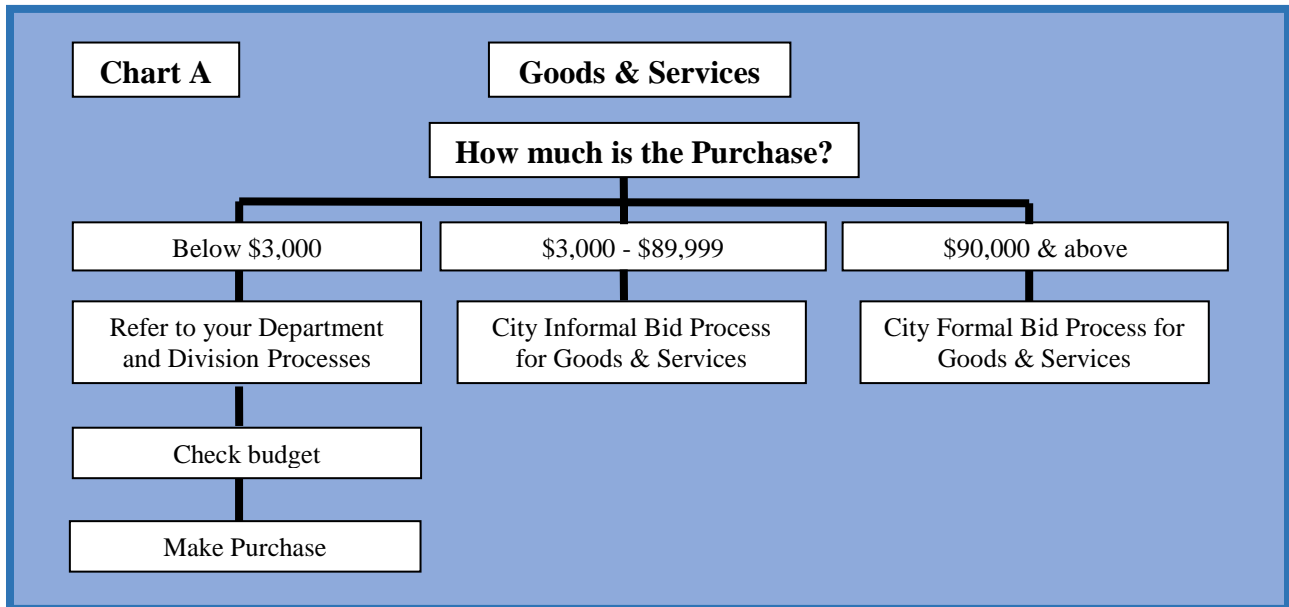 Chart A
Goods & Services
How much is the Purchase?
Below $3,000
$3,000 - $89,999
$90,000 & above
Refer to your Department
and Division Processes
City Informal Bid Process
for Goods & Services
City Formal Bid Process for
Goods & Services
Check budget
Make Purchase